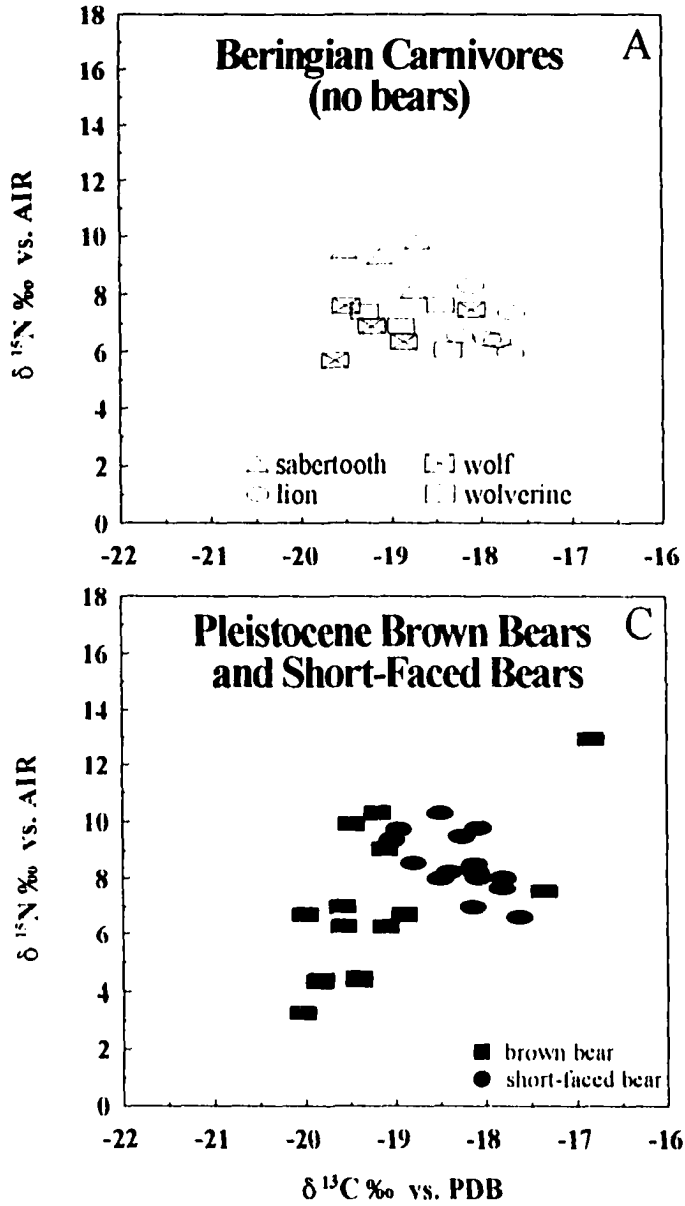 A
Beringian Carnivores
(no bears)
δ ¹⁵N ‰ vs. AIR
18
16
14
12
10
8
6
4
2
0
sabertooth
wolf
lion
wolverine
-22 -21 -20 -19 -18 -17 -16
C
Pleistocene Brown Bears
and Short-Faced Bears
δ ¹⁵N ‰ vs. AIR
18
16
14
12
10
8
6
4
2
0
brown bear
short-faced bear
-22 -21 -20 -19 -18 -17 -16
δ ¹³C ‰ vs. PDB